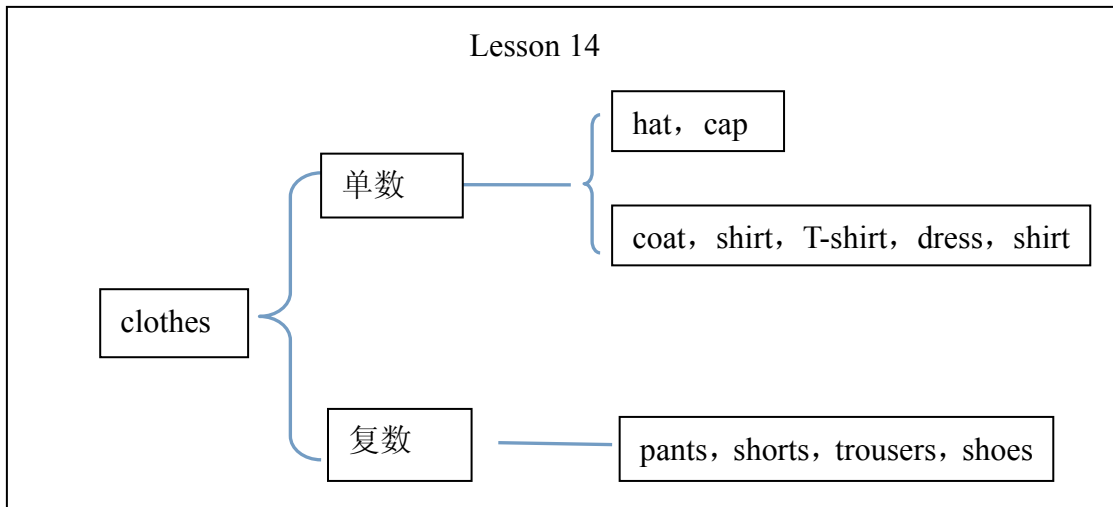 Lesson 14
hat，cap
单数
coat，shirt，T-shirt，dress，shirt
clothes
复数
pants，shorts，trousers，shoes